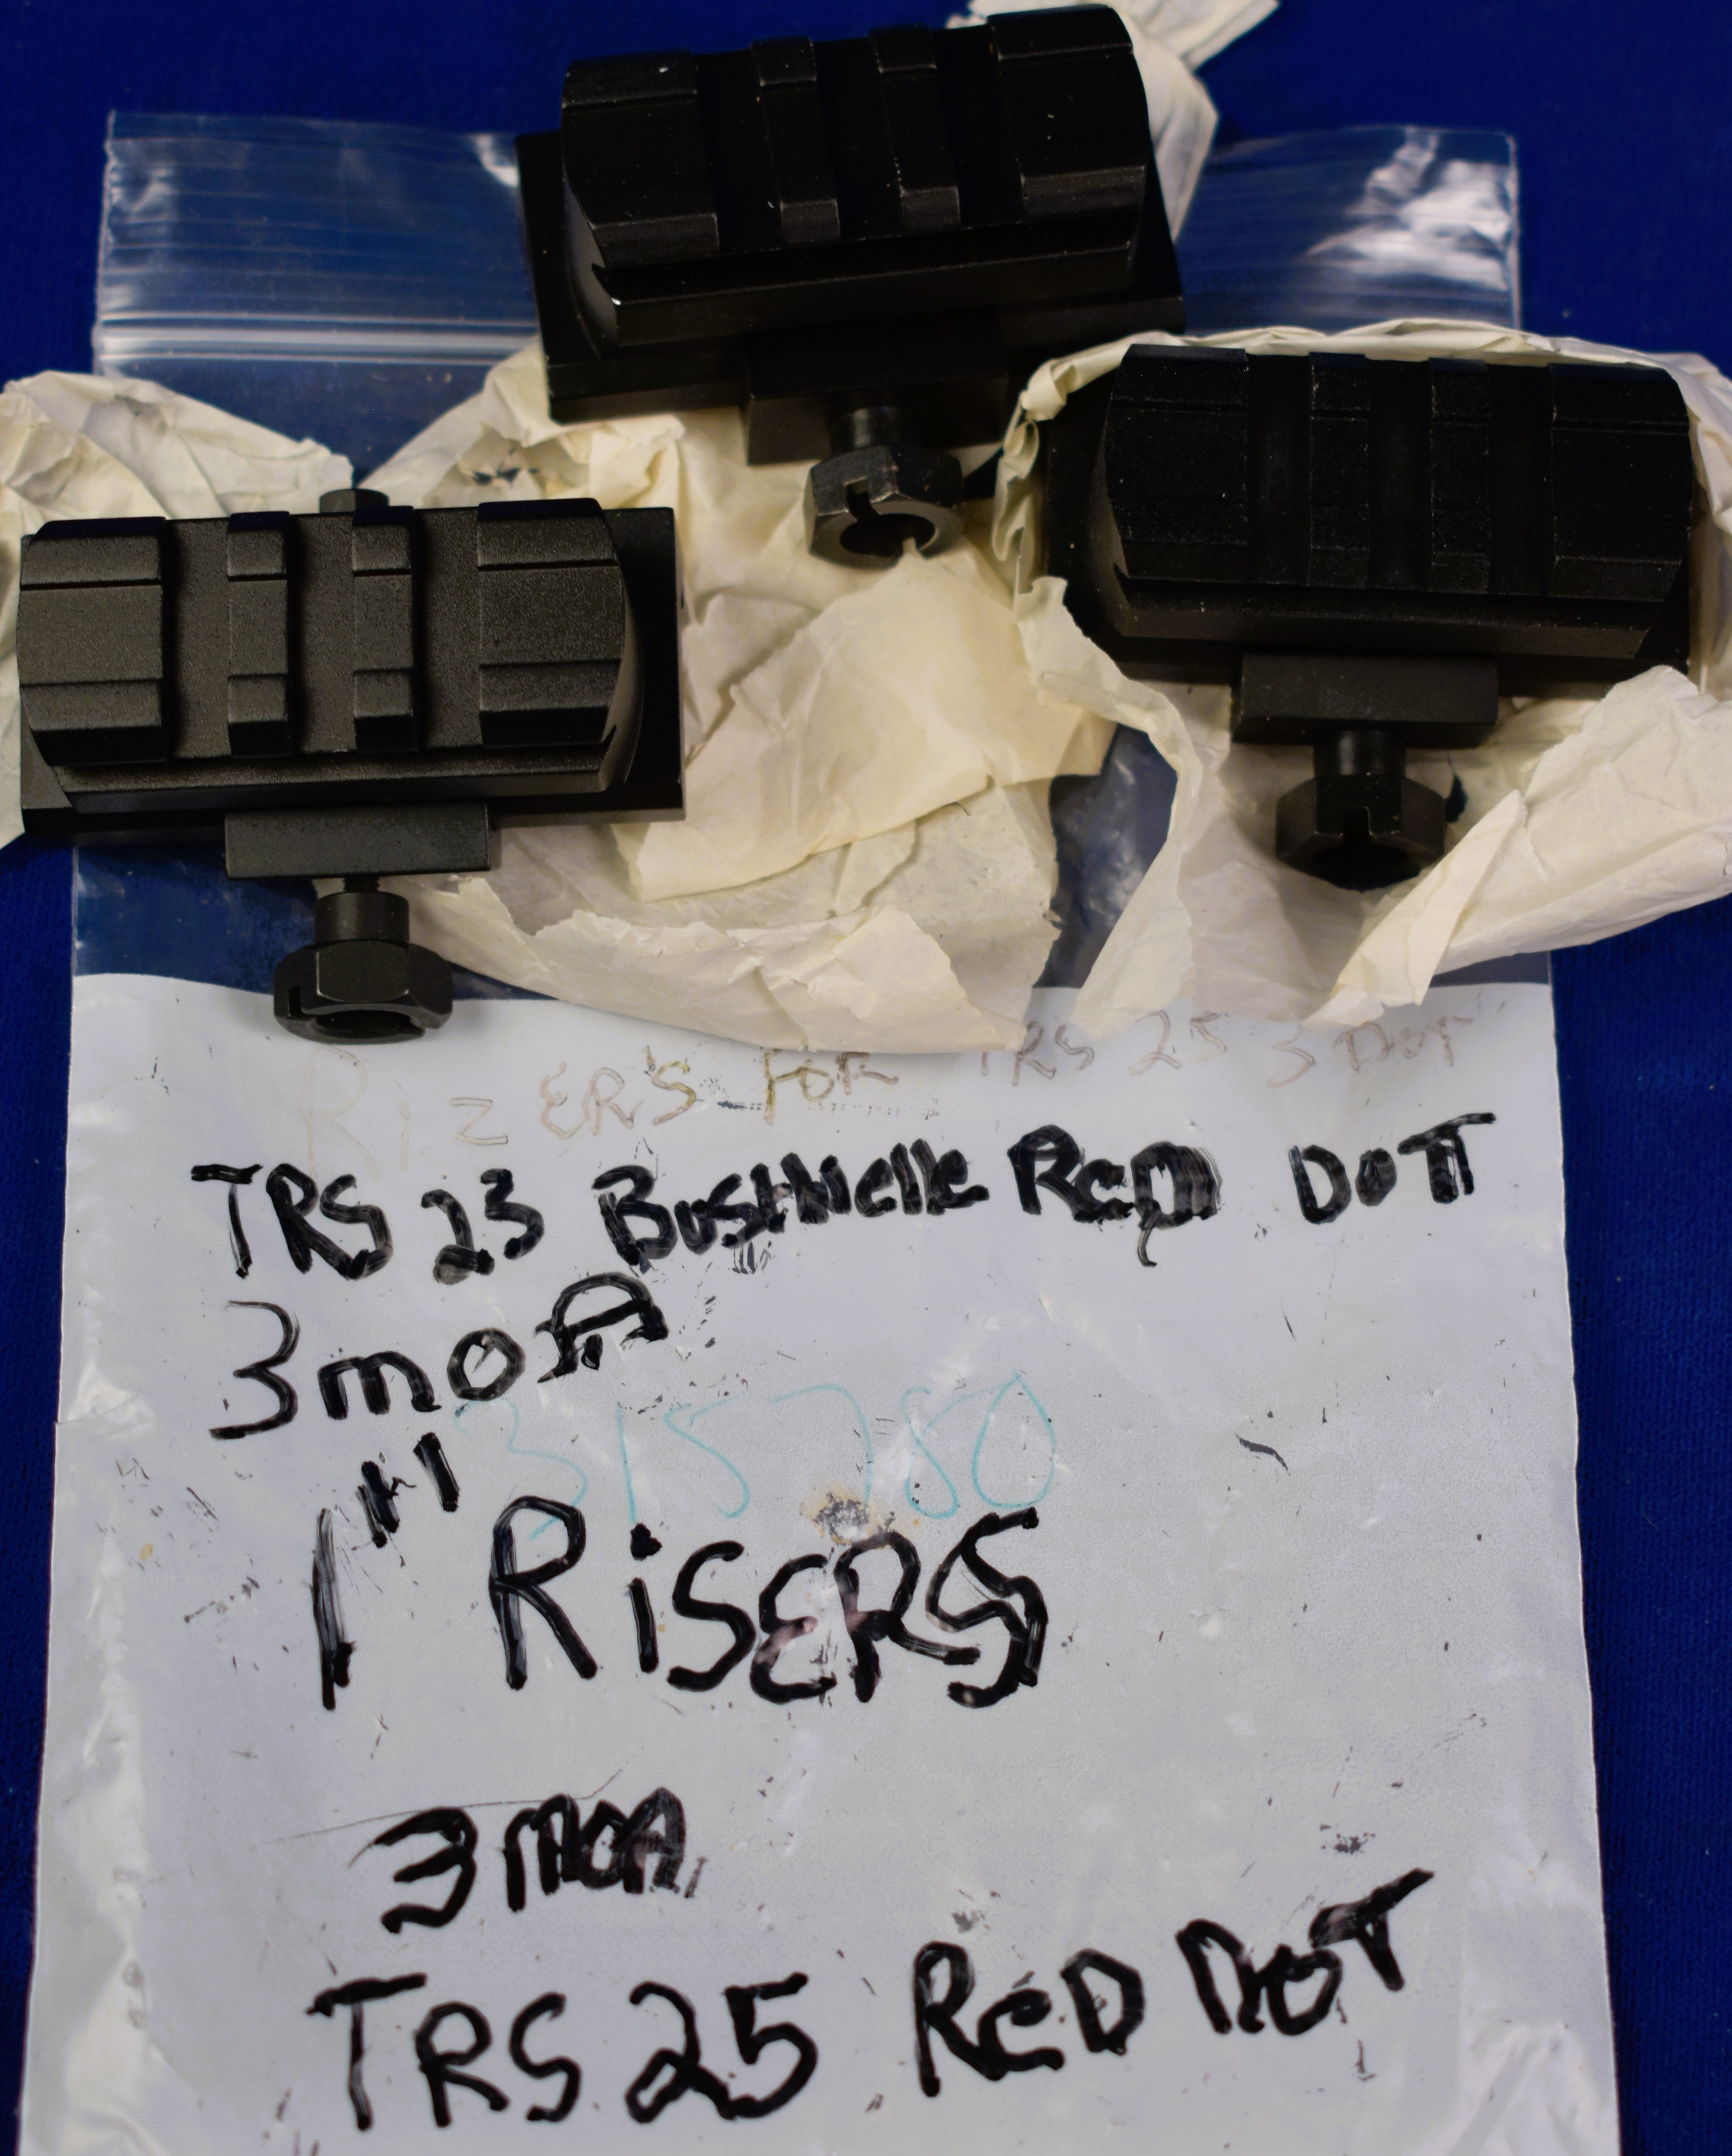 RiZERS FOR TRS 25 3 DOT
TRS 23 BusHNelle ReD DOT
3 mOA
315780
1" RiSERS
3 MOA
TRS 25 ReD DOT